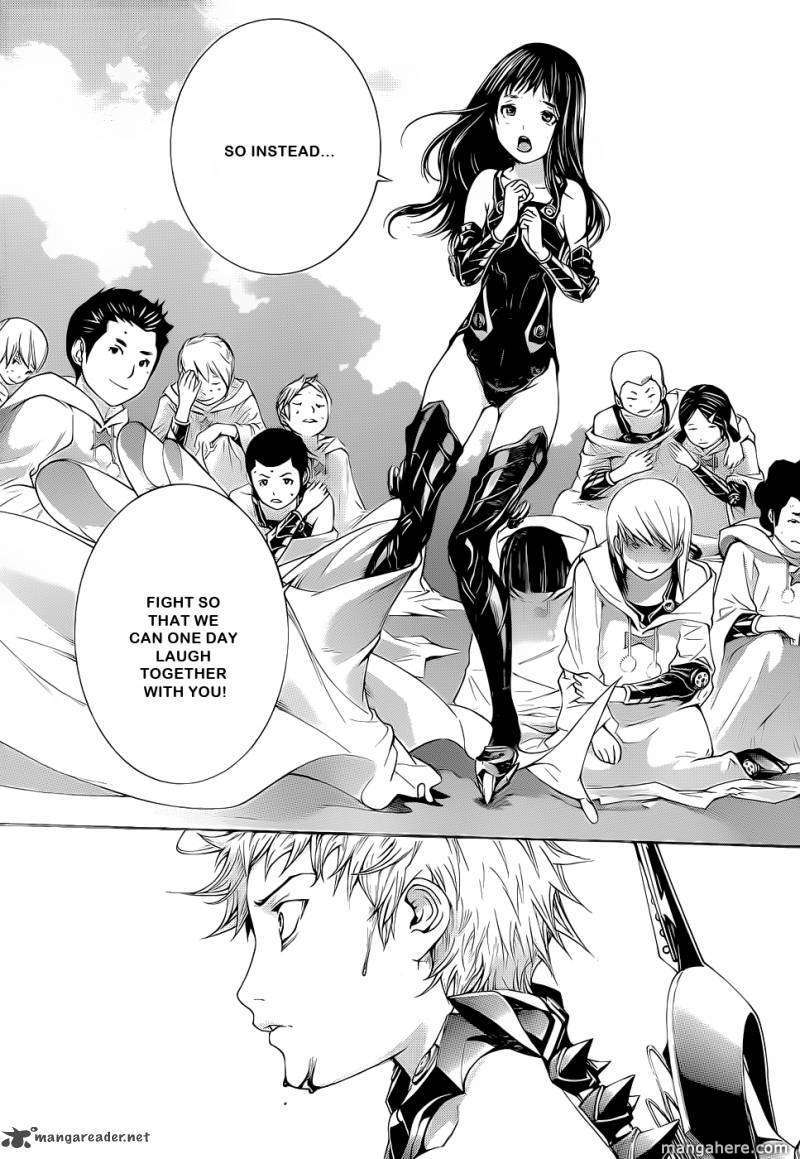 SO INSTEAD...
FIGHT SO
THAT WE
CAN ONE DAY
LAUGH
TOGETHER
WITH YOU!
mangareader.net
mangahere.com